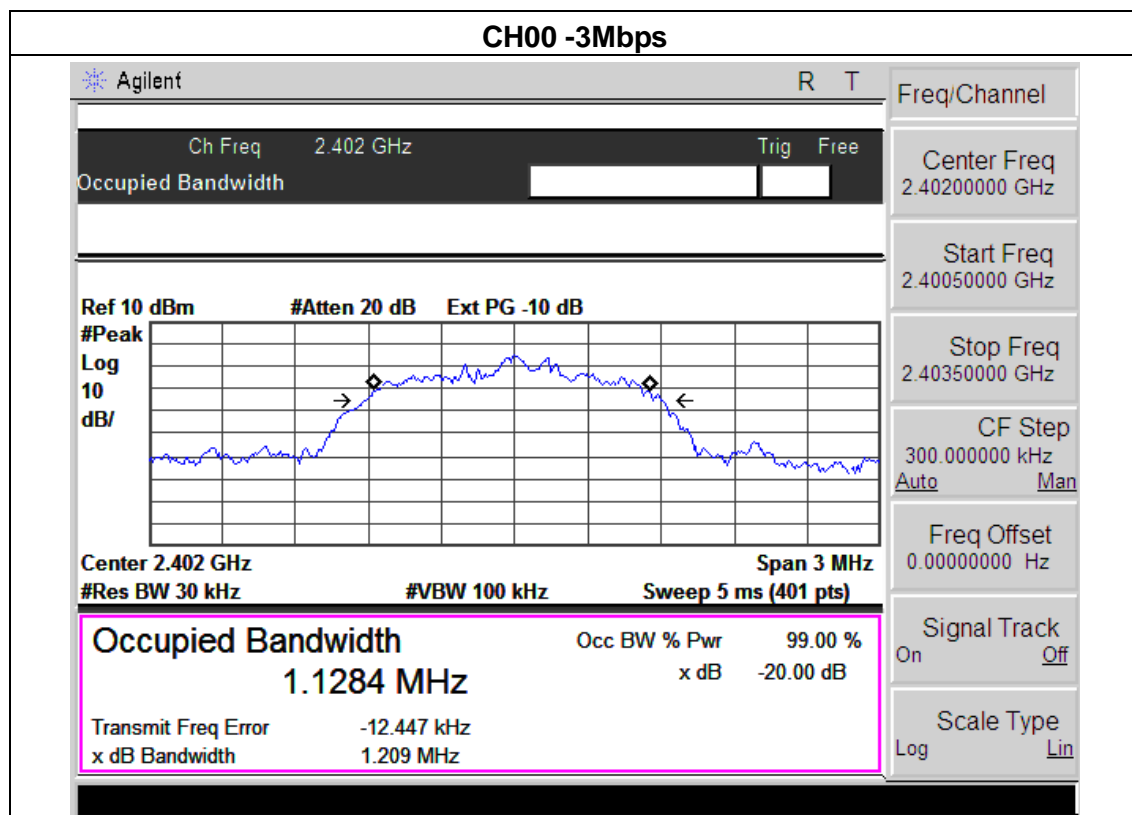 CH00 -3Mbps
Agilent R T
Ch Freq 2.402 GHz Trig Free
Occupied Bandwidth
Ref 10 dBm #Atten 20 dB Ext PG -10 dB
#Peak
Log
10
dB/
Center 2.402 GHz Span 3 MHz
#Res BW 30 kHz #VBW 100 kHz Sweep 5 ms (401 pts)
Occupied Bandwidth Occ BW % Pwr 99.00 %
1.1284 MHz x dB -20.00 dB
Transmit Freq Error -12.447 kHz
x dB Bandwidth 1.209 MHz
Freq/Channel
Center Freq
2.40200000 GHz
Start Freq
2.40050000 GHz
Stop Freq
2.40350000 GHz
CF Step
300.000000 kHz
Auto Man
Freq Offset
0.00000000 Hz
Signal Track
On Off
Scale Type
Log Lin